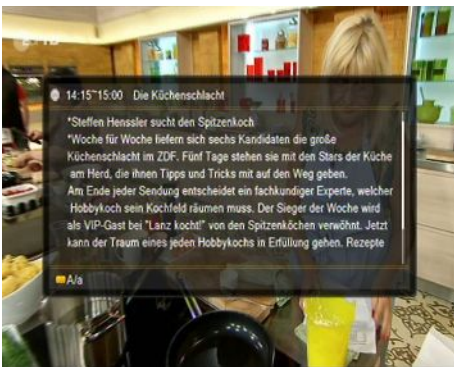 14:15~15:00 Die Küchenschlacht
*Steffen Henssler sucht den Spitzenkoch
*Woche für Woche liefern sich sechs Kandidaten die große
Küchenschlacht im ZDF. Fünf Tage stehen sie mit den Stars der Küche
am Herd, die ihnen Tipps und Tricks mit auf den Weg geben.
Am Ende jeder Sendung entscheidet ein fachkundiger Experte, welcher
Hobbykoch sein Kochfeld räumen muss. Der Sieger der Woche wird
als VIP-Gast bei "Lanz kocht!" von den Spitzenköchen verwöhnt. Jetzt
kann der Traum eines jeden Hobbykochs in Erfüllung gehen. Rezepte
A/a